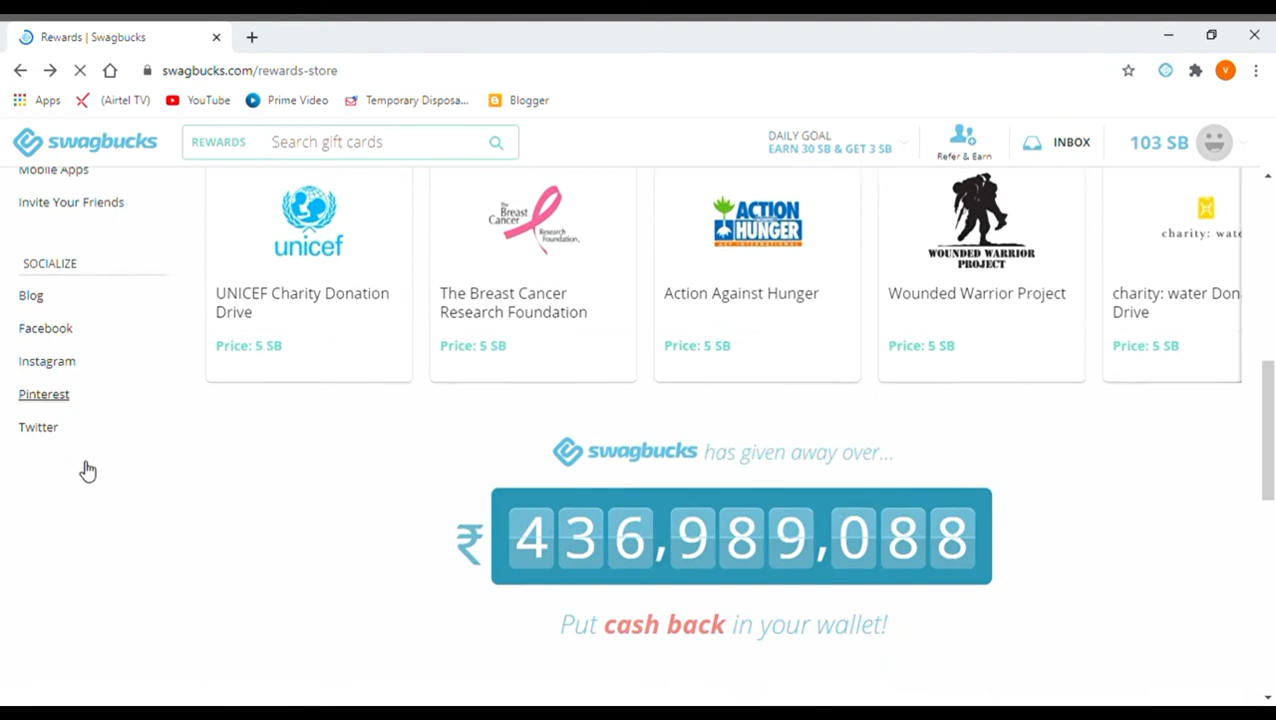 Rewards | Swagbucks
swagbucks.com/rewards-store
V
Apps
(Airtel TV)
YouTube
Prime Video
Temporary Disposa...
Blogger
swagbucks
REWARDS
Search gift cards
DAILY GOAL
EARN 30 SB & GET 3 SB
Refer & Earn
INBOX
103 SB
Mobile Apps
Invite Your Friends
SOCIALIZE
Blog
Facebook
Instagram
Pinterest
Twitter
unicef
UNICEF Charity Donation
Drive
Price: 5 SB
The Breast
Cancer
Research
Foundation.
The Breast Cancer
Research Foundation
Price: 5 SB
ACTION
HUNGER
Action Against Hunger
Price: 5 SB
WOUNDED WARRIOR
PROJECT
Wounded Warrior Project
Price: 5 SB
charity: wate
charity: water Don
Drive
Price: 5 SB
swagbucks has given away over...
₹ 436,989,088
Put cash back in your wallet!